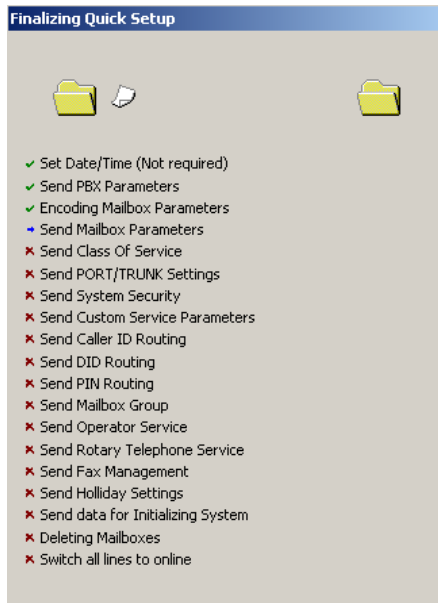 Finalizing Quick Setup
Set Date/Time (Not required)
Send PBX Parameters
Encoding Mailbox Parameters
Send Mailbox Parameters
Send Class Of Service
Send PORT/TRUNK Settings
Send System Security
Send Custom Service Parameters
Send Caller ID Routing
Send DID Routing
Send PIN Routing
Send Mailbox Group
Send Operator Service
Send Rotary Telephone Service
Send Fax Management
Send Holliday Settings
Send data for Initializing System
Deleting Mailboxes
Switch all lines to online